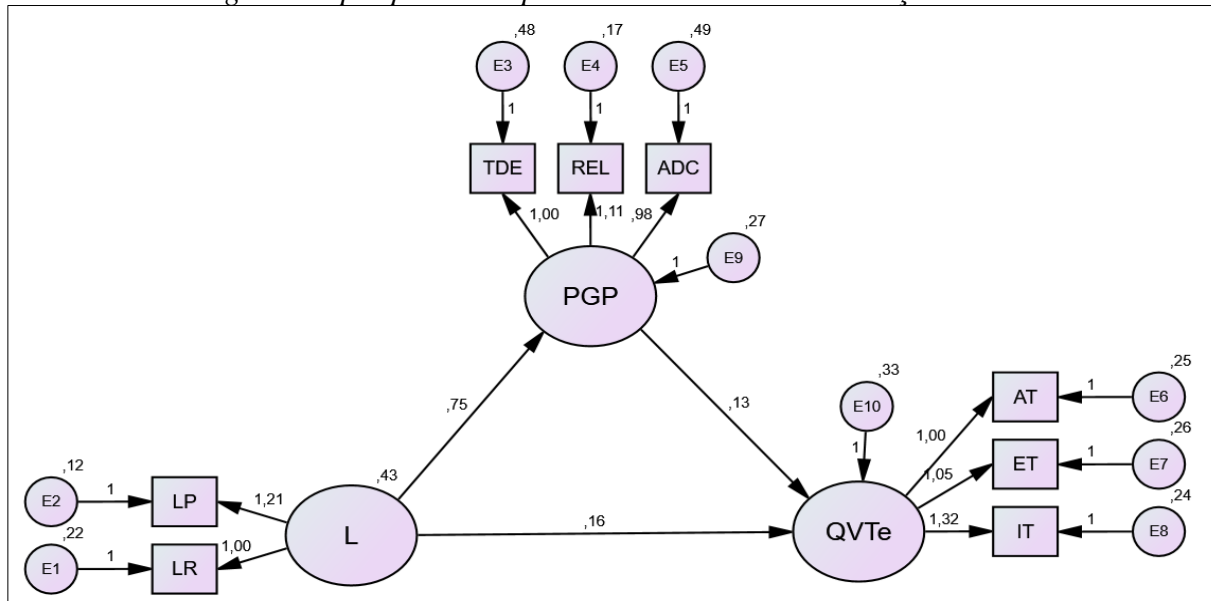 ,48 ,17 ,49
E3 E4 E5
1 1 1
TDE REL ADC
1,00 1,11 ,98
,27
E9
1
PGP
,75
,13
,33
E10
1
,25
AT 1 E6
1,00
,26
ET 1 E7
1,05
,24
QVTe 1,32 IT 1 E8
,12
E2 1 LP 1,21
,43
L
,16
,22
E1 1 LR 1,00